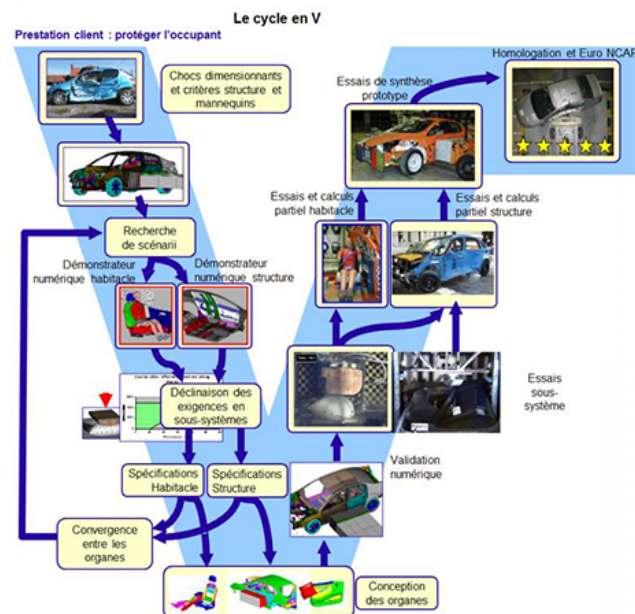 Le cycle en V
Prestation client : protéger l'occupant
Homologation et Euro NCAP
Chocs dimensionnants
et critères structure et
mannequins
Essais de synthèse
prototype
Essais et calculs
partiel habitacle
Essais et calculs
partiel structure
Recherche
de scénarii
Démonstrateur
numérique habitacle
Démonstrateur
numérique structure
Déclinaison des
exigences en
sous-systèmes
Essais
sous-
système
Spécifications
Habitacle
Spécifications
Structure
Validation
numérique
Convergence
entre les
organes
Conception
des organes